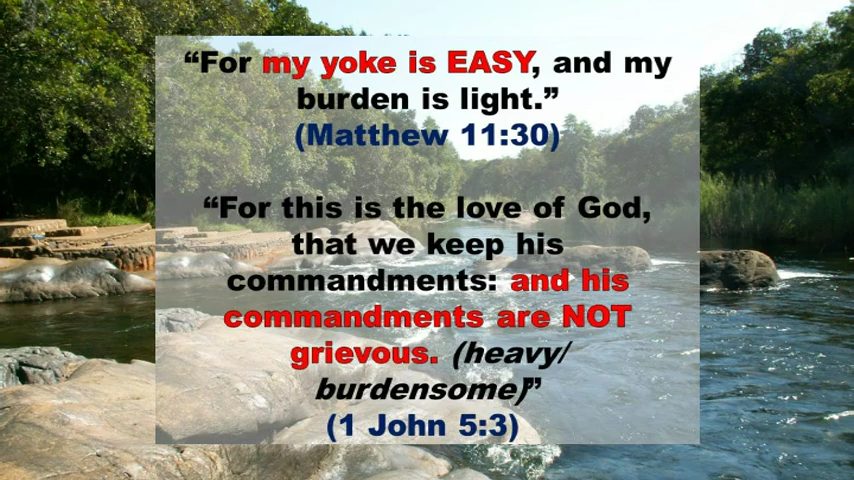 “For my yoke is EASY, and my
burden is light.”
(Matthew 11:30)
“For this is the love of God,
that we keep his
commandments: and his
commandments are NOT
grievous. (heavy/
burdensome)”
(1 John 5:3)